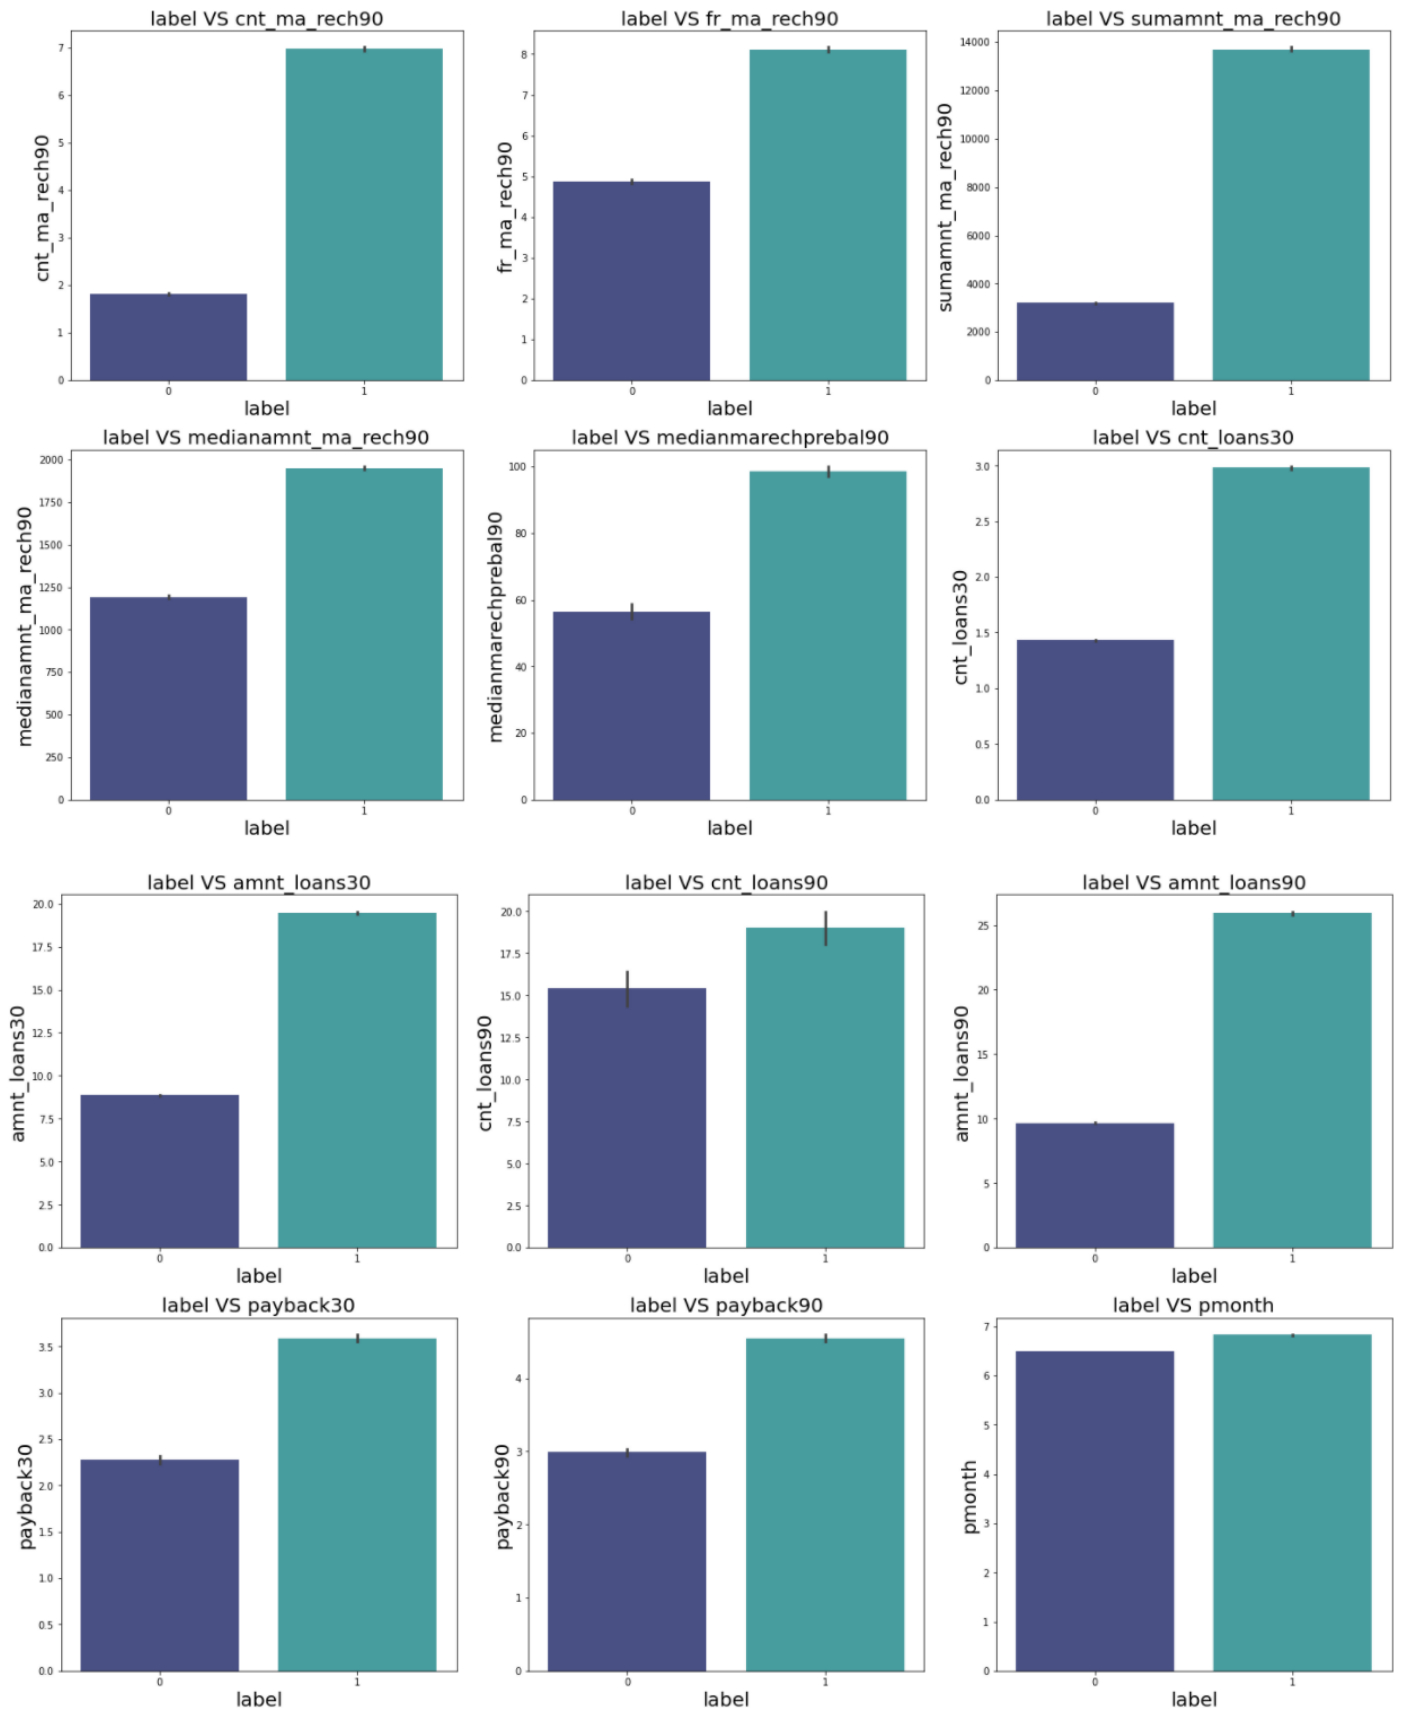 label VS cnt_ma_rech90
cnt_ma_rech90
7
6
5
4
3
2
1
0
0 1
label
label VS fr_ma_rech90
fr_ma_rech90
8
7
6
5
4
3
2
1
0
0 1
label
label VS sumamnt_ma_rech90
sumamnt_ma_rech90
14000
12000
10000
8000
6000
4000
2000
0
0 1
label
label VS medianamnt_ma_rech90
medianamnt_ma_rech90
2000
1750
1500
1250
1000
750
500
250
0
0 1
label
label VS medianmarechprebal90
medianmarechprebal90
100
80
60
40
20
0
0 1
label
label VS cnt_loans30
cnt_loans30
3.0
2.5
2.0
1.5
1.0
0.5
0.0
0 1
label
label VS amnt_loans30
amnt_loans30
20.0
17.5
15.0
12.5
10.0
7.5
5.0
2.5
0.0
0 1
label
label VS cnt_loans90
cnt_loans90
20.0
17.5
15.0
12.5
10.0
7.5
5.0
2.5
0.0
0 1
label
label VS amnt_loans90
amnt_loans90
25
20
15
10
5
0
0 1
label
label VS payback30
payback30
3.5
3.0
2.5
2.0
1.5
1.0
0.5
0.0
0 1
label
label VS payback90
payback90
4
3
2
1
0
0 1
label
label VS pmonth
pmonth
7
6
5
4
3
2
1
0
0 1
label